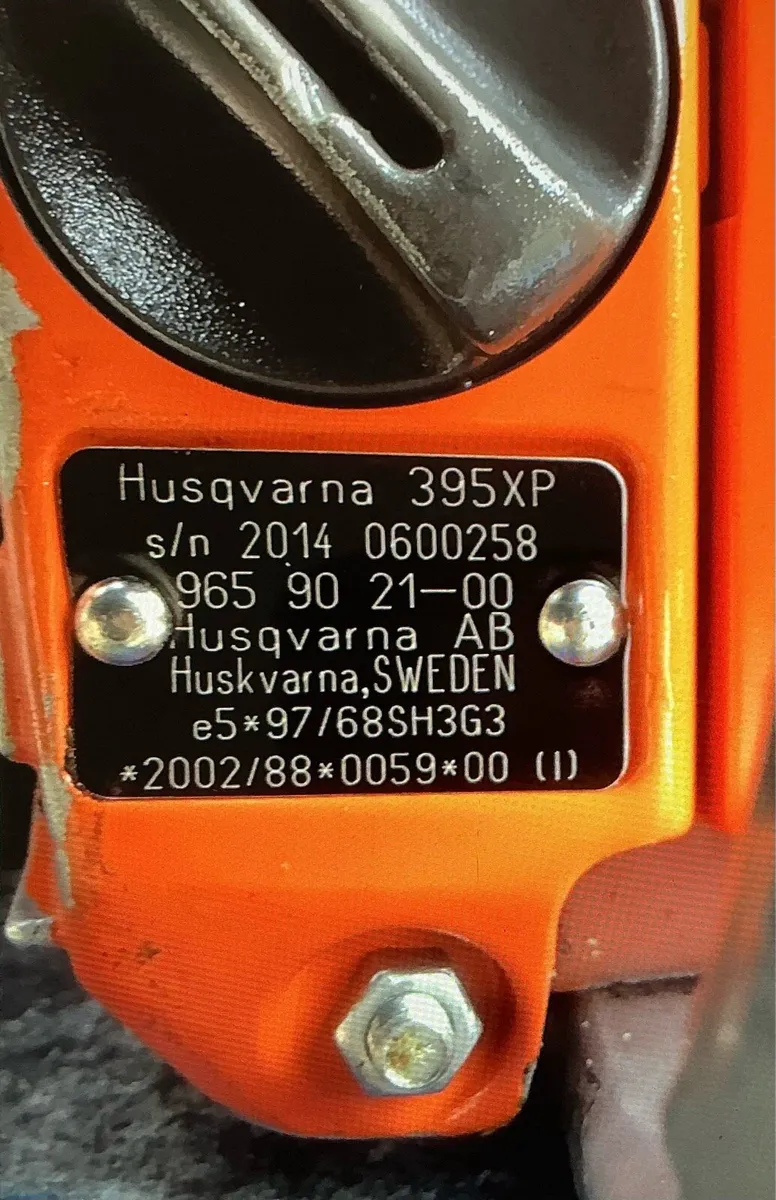 Husqvarna 395XP
s/n 2014 0600258
965 90 21-00
Husqvarna AB
Huskvarna,SWEDEN
e5*97/68SH3G3
*2002/88*0059*00 (I)